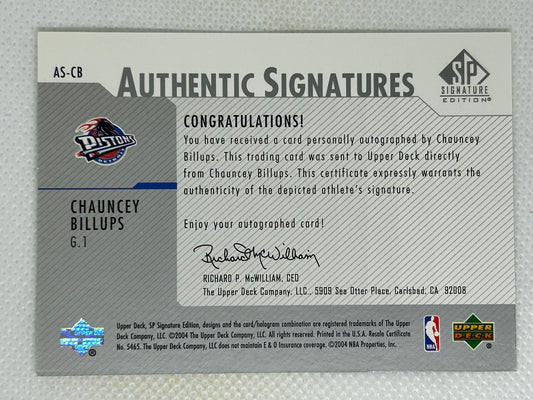 AS-CB
AUTHENTIC SIGNATURES
SP
SIGNATURE
EDITION®
PISTONS
DETROIT
CHAUNCEY
BILLUPS
G.1
CONGRATULATIONS!
You have received a card personally autographed by Chauncey
Billups. This trading card was sent to Upper Deck directly
from Chauncey Billups. This certificate expressly warrants the
authenticity of the depicted athlete's signature.
Enjoy your autographed card!
Richard McWilliam
RICHARD P. McWILLIAM, CEO
The Upper Deck Company, LLC., 5909 Sea Otter Place, Carlsbad, CA 92008
Upper Deck, SP Signature Edition, designs and the card/hologram combination are registered trademarks of The Upper
Deck Company, LLC. ©2004 The Upper Deck Company, LLC. All rights reserved. Printed in the U.S.A. Resale Certificate
No. 5465. The Upper Deck Company, LLC does not maintain E & O Insurance coverage. ©2004 NBA Properties, Inc.
®
NBA
UPPER
DECK
®